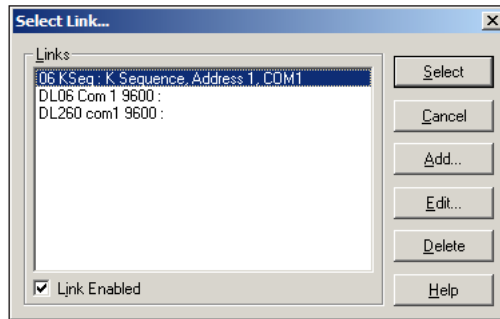 Select Link...
Links
06 KSeq : K Sequence, Address 1, COM1
DL06 Com 1 9600 :
DL260 com1 9600 :
Link Enabled
Select
Cancel
Add...
Edit...
Delete
Help